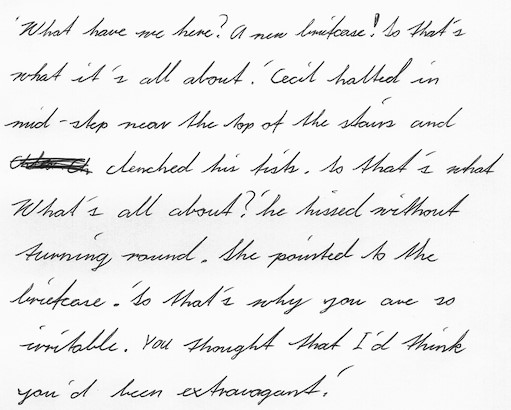 'What have we here? A new briefcase! So that's
what it's all about.' Cecil halted in
mid-step near the top of the stairs and
clenched his fists. 'So that's what
What's all about?' he hissed without
turning round. She pointed to the
briefcase. 'So that's why you are so
irritable. You thought that I'd think
you'd been extravagant.'